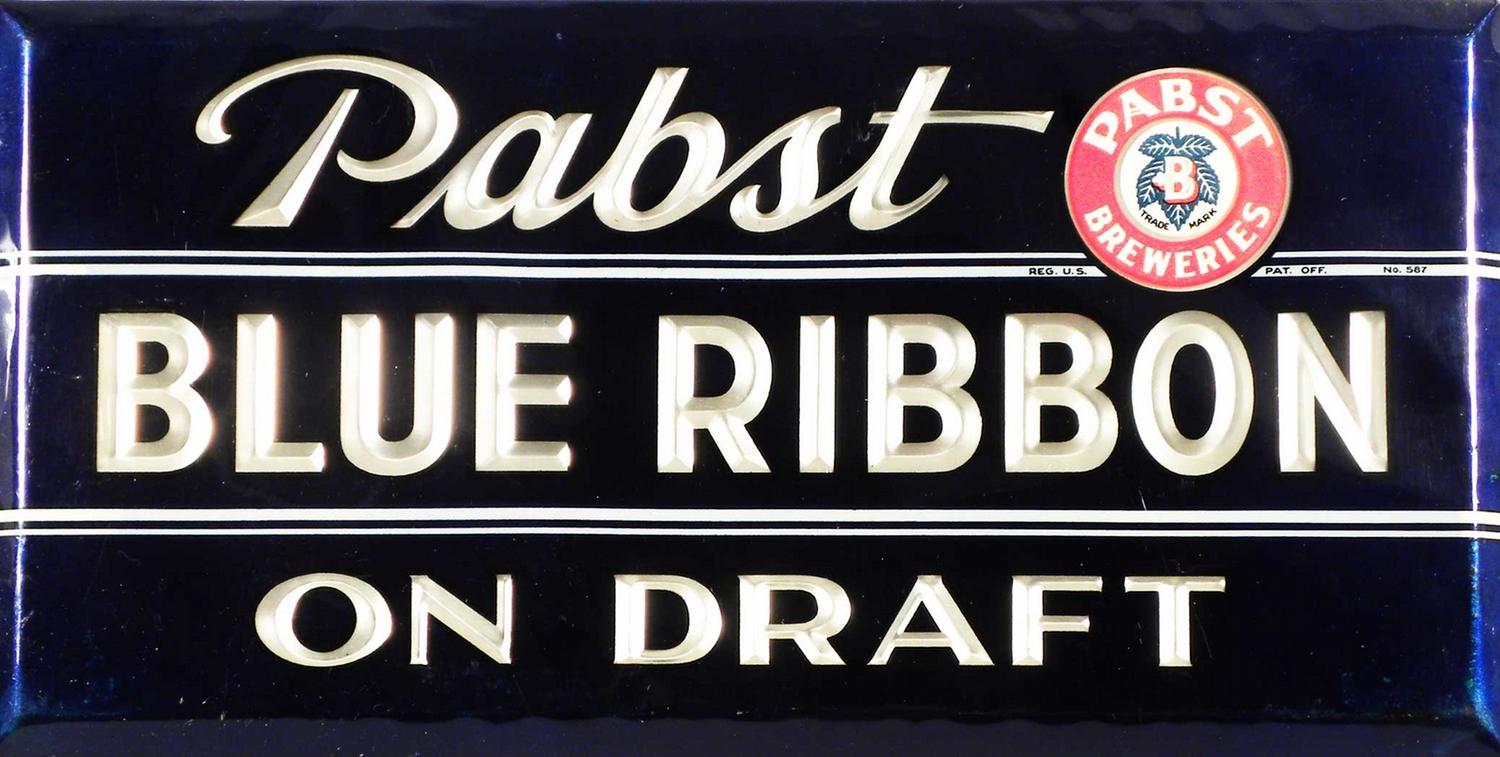 Pabst
PABST
B
TRADE MARK
BREWERIES
REG. U.S. PAT. OFF. No. 587
BLUE RIBBON
ON DRAFT